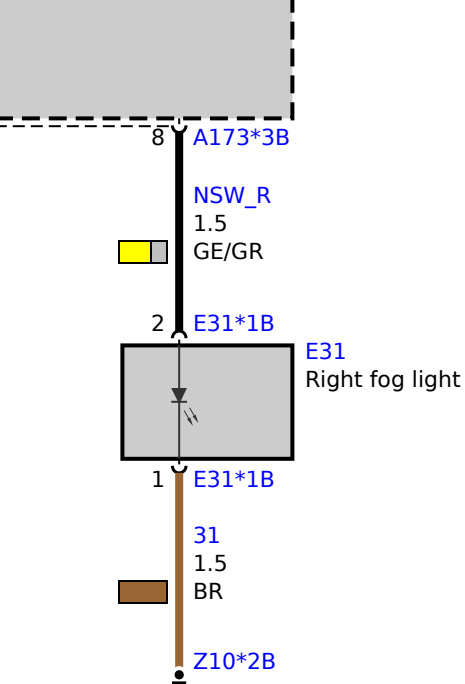 8 A173*3B
NSW_R
1.5
GE/GR
2 E31*1B
E31
Right fog light
1 E31*1B
31
1.5
BR
Z10*2B